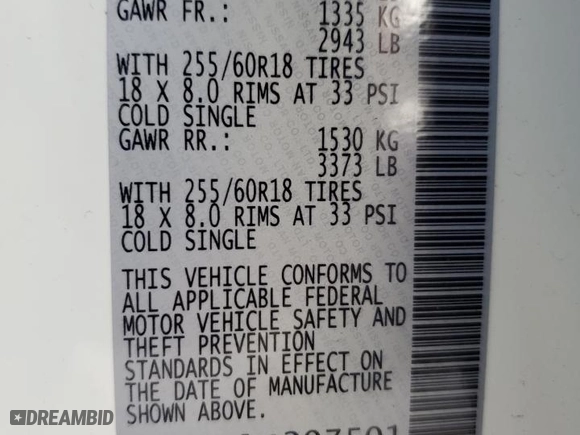 GAWR FR.: 1335 KG
2943 LB
WITH 255/60R18 TIRES
18 X 8.0 RIMS AT 33 PSI
COLD SINGLE
GAWR RR.: 1530 KG
3373 LB
WITH 255/60R18 TIRES
18 X 8.0 RIMS AT 33 PSI
COLD SINGLE
THIS VEHICLE CONFORMS TO
ALL APPLICABLE FEDERAL
MOTOR VEHICLE SAFETY AND
THEFT PREVENTION
STANDARDS IN EFFECT ON
THE DATE OF MANUFACTURE
SHOWN ABOVE.
DREAMBID